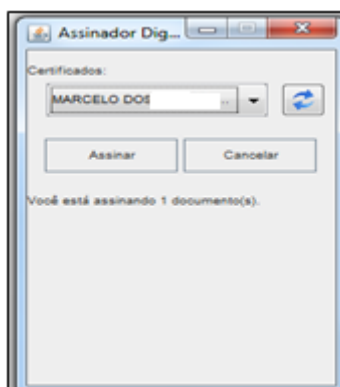 Assinador Dig...
Certificados:
MARCELO DOS ..
Assinar Cancelar
Você está assinando 1 documento(s).